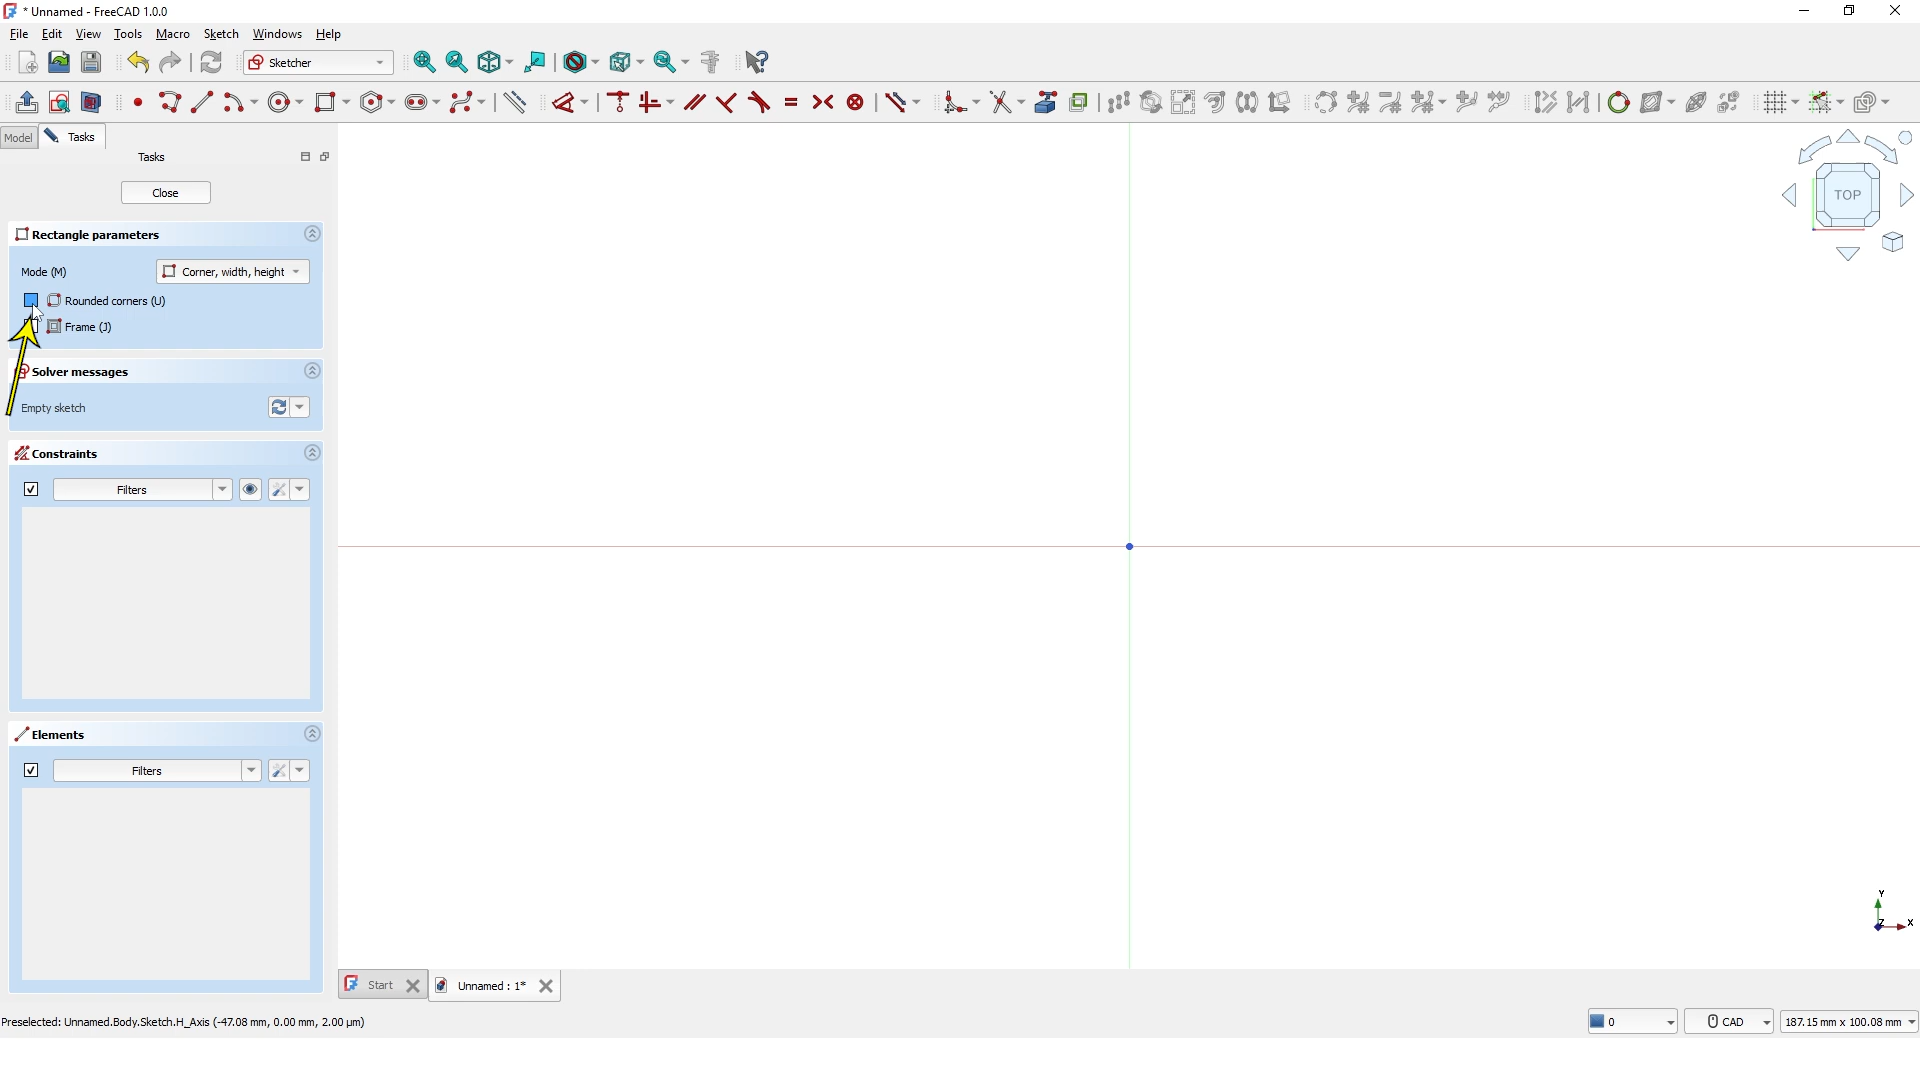 * Unnamed - FreeCAD 1.0.0
File Edit View Tools Macro Sketch Windows Help
Sketcher
Model Tasks
Tasks
Close
Rectangle parameters
Mode (M) Corner, width, height
Rounded corners (U)
Frame (J)
Solver messages
Empty sketch
Constraints
Filters
Elements
Filters
TOP
Y
Z X
Start Unnamed : 1*
Preselected: Unnamed.Body.Sketch.H_Axis (-47.08 mm, 0.00 mm, 2.00 µm)
0 CAD 187.15 mm x 100.08 mm